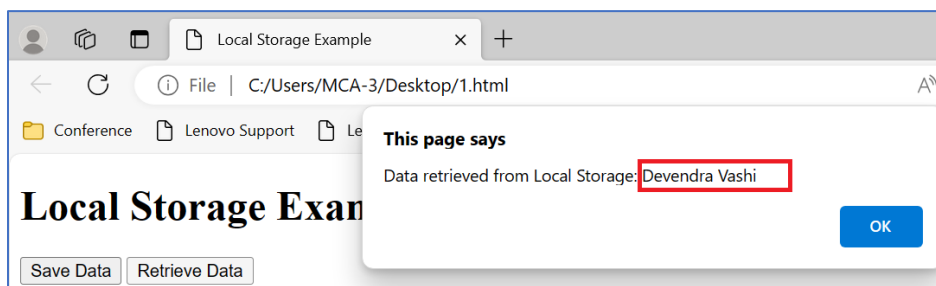 Local Storage Example
File | C:/Users/MCA-3/Desktop/1.html
Conference Lenovo Support Le
This page says
Data retrieved from Local Storage: Devendra Vashi
OK
Local Storage Exam
Save Data Retrieve Data